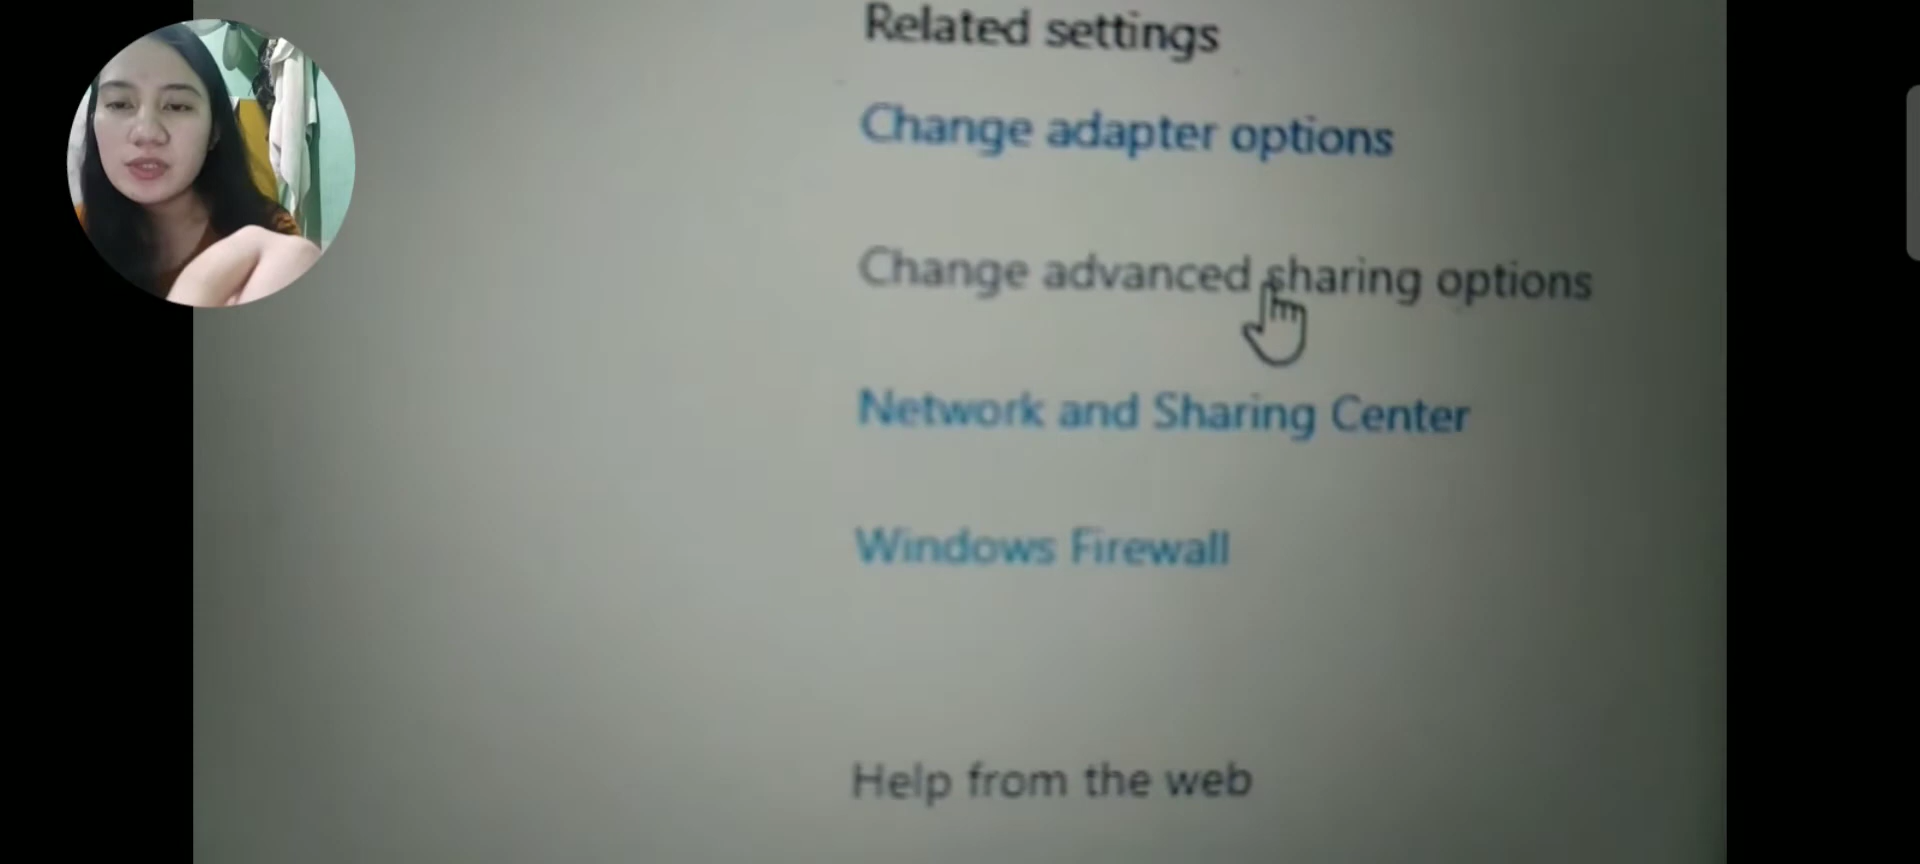 Related settings
Change adapter options
Change advanced sharing options
Network and Sharing Center
Windows Firewall
Help from the web